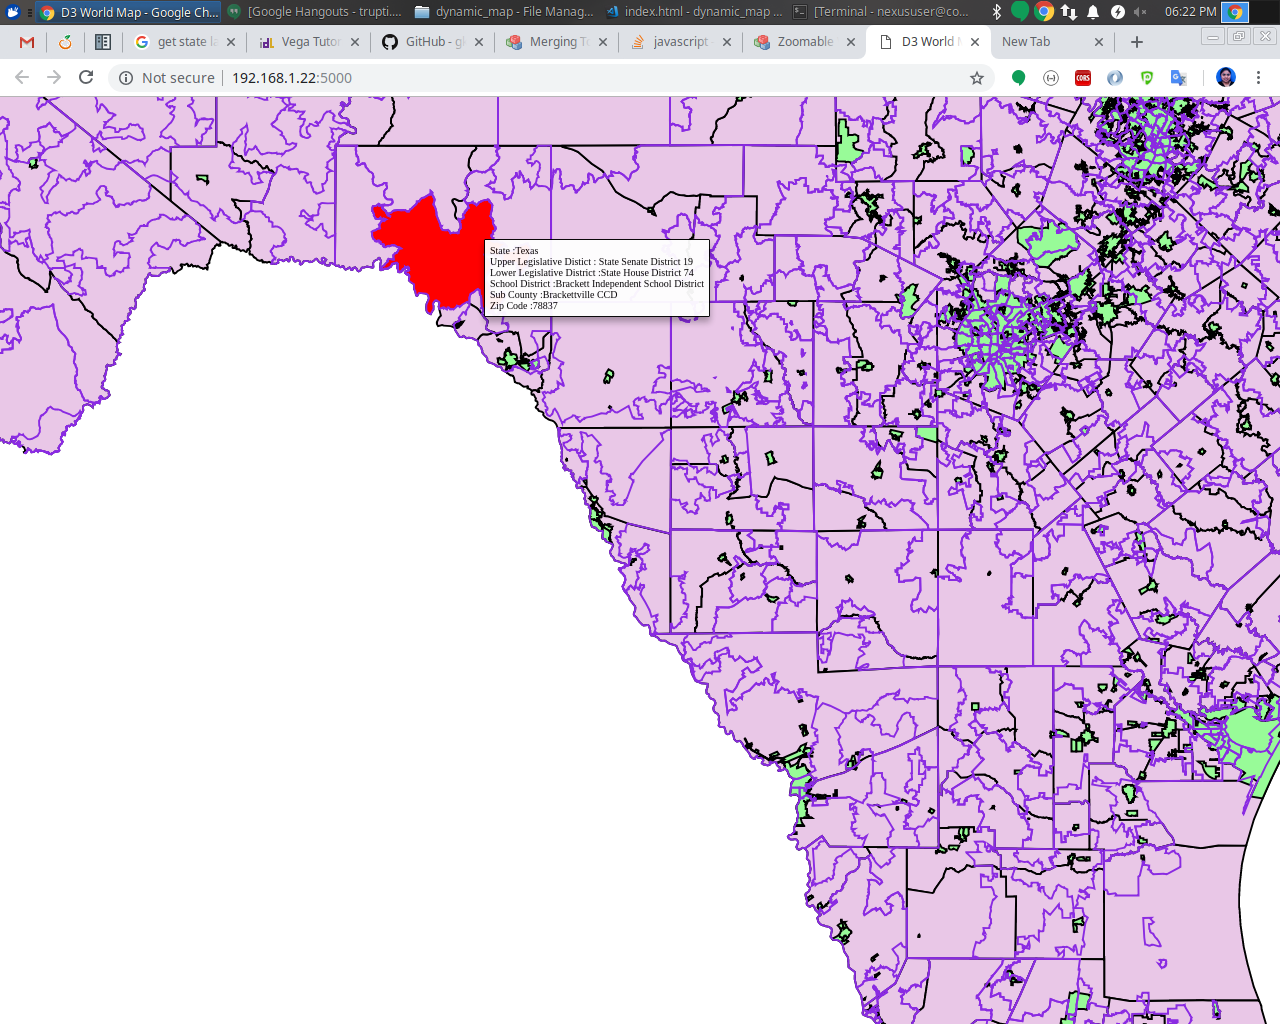 D3 World Map - Google Ch...
[Google Hangouts - trupti....
dynamic_map - File Manag...
index.html - dynamic_map ...
[Terminal - nexususer@co...
06:22 PM
get state la
Vega Tutor
GitHub - gi
Merging To
javascript
Zoomable
D3 World M
New Tab
Not secure
192.168.1.22:5000
CORS
State :Texas
Upper Legislative Distict : State Senate District 19
Lower Legislative District :State House District 74
School District :Brackett Independent School District
Sub County :Brackettville CCD
Zip Code :78837